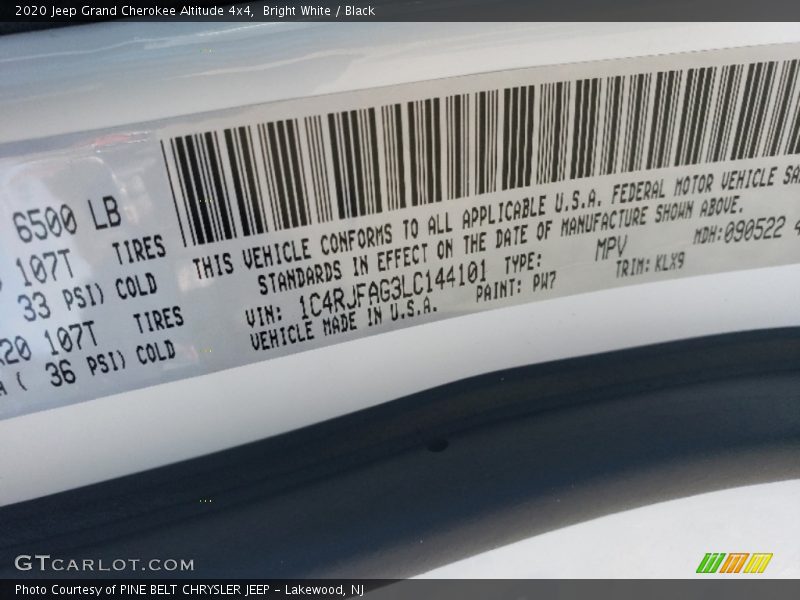 2020 Jeep Grand Cherokee Altitude 4x4, Bright White / Black
6500 LB
107T TIRES
33 PSI) COLD
20 107T TIRES
( 36 PSI) COLD
THIS VEHICLE CONFORMS TO ALL APPLICABLE U.S.A. FEDERAL MOTOR VEHICLE SA
STANDARDS IN EFFECT ON THE DATE OF MANUFACTURE SHOWN ABOVE.
VIN: 1C4RJFAG3LC144101 TYPE: MPV MDH:090522 4
VEHICLE MADE IN U.S.A. PAINT: PW7 TRIM: KLX9
GTCARLOT.COM
Photo Courtesy of PINE BELT CHRYSLER JEEP - Lakewood, NJ